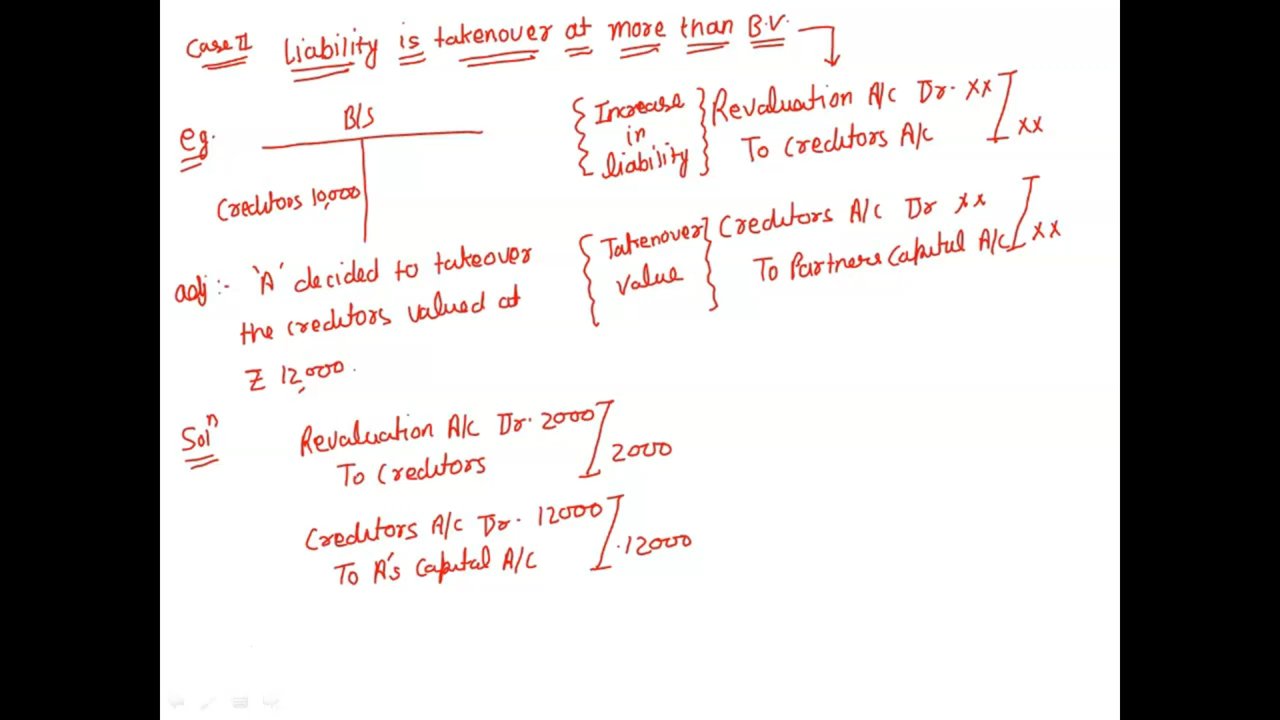 Case II Liability is takenover at more than B.V.
eg.
B/S
Creditors 10,000
{Increase in liability}
Revaluation A/c Dr. xx
To Creditors A/c xx
{Takenover value}
Creditors A/c Dr xx
To Partners Capital A/c xx
adj :- 'A' decided to takeover
the creditors valued at
₹ 12,000.
Solⁿ
Revaluation A/c Dr. 2000
To Creditors 2000
Creditors A/c Dr. 12000
To A's Capital A/c 12000